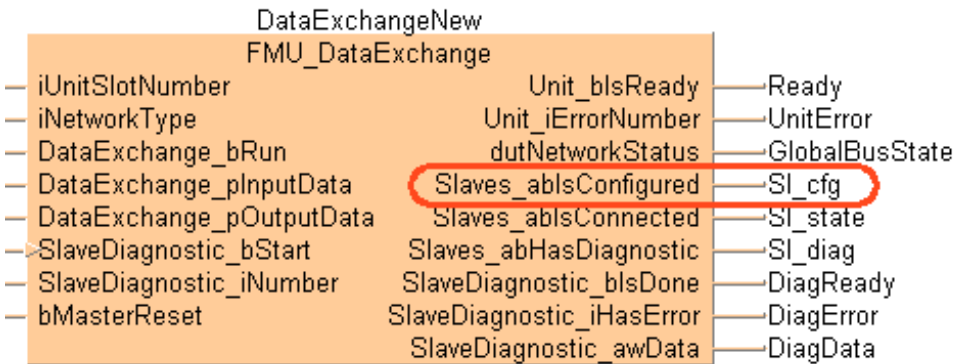 DataExchangeNew
FMU_DataExchange
iUnitSlotNumber Unit_bIsReady Ready
iNetworkType Unit_iErrorNumber UnitError
DataExchange_bRun dutNetworkStatus GlobalBusState
DataExchange_pInputData Slaves_abIsConfigured Sl_cfg
DataExchange_pOutputData Slaves_abIsConnected Sl_state
SlaveDiagnostic_bStart Slaves_abHasDiagnostic Sl_diag
SlaveDiagnostic_iNumber SlaveDiagnostic_bIsDone DiagReady
bMasterReset SlaveDiagnostic_iHasError DiagError
SlaveDiagnostic_awData DiagData